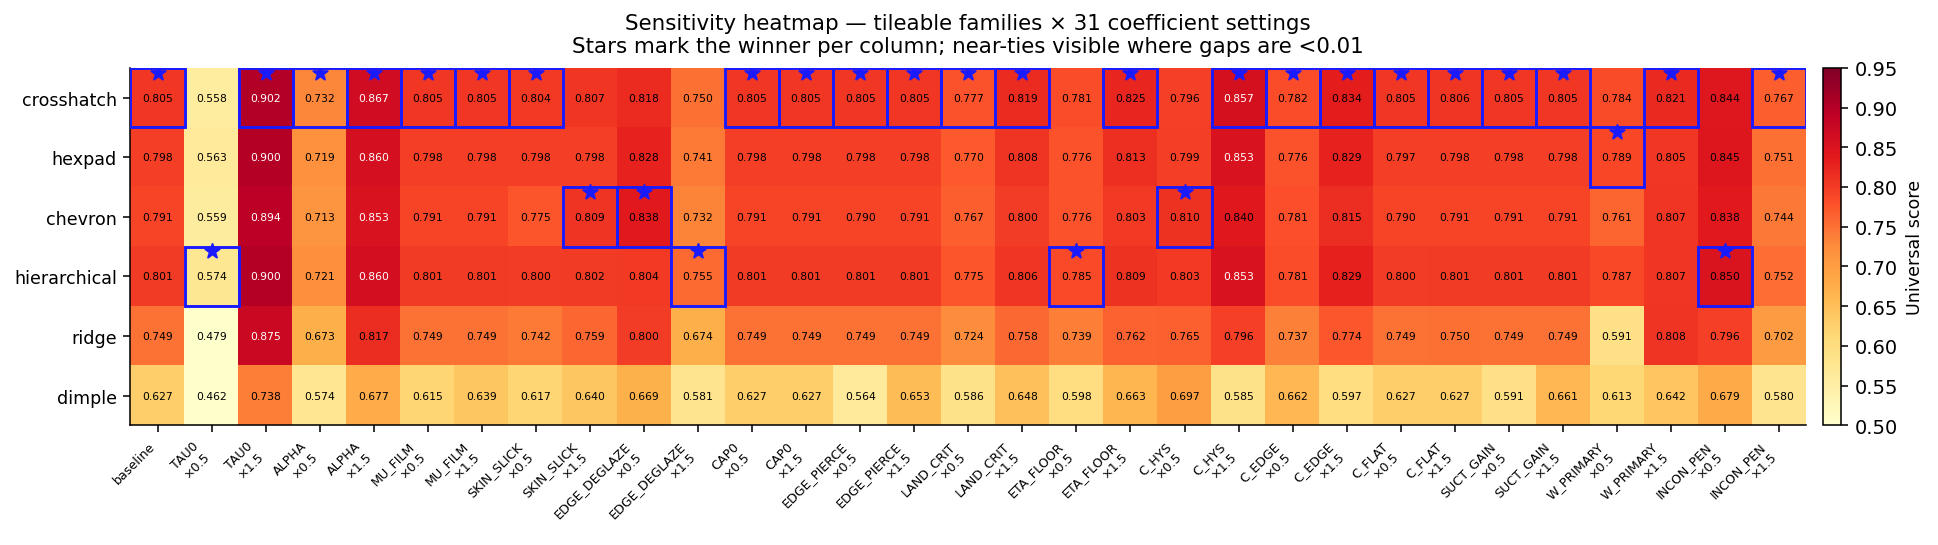 Sensitivity heatmap — tileable families × 31 coefficient settings
Stars mark the winner per column; near-ties visible where gaps are <0.01
crosshatch 0.805 0.558 0.902 0.732 0.867 0.805 0.805 0.804 0.807 0.818 0.750 0.805 0.805 0.805 0.805 0.777 0.819 0.781 0.825 0.796 0.857 0.782 0.834 0.805 0.806 0.805 0.805 0.784 0.821 0.844 0.767
hexpad 0.798 0.563 0.900 0.719 0.860 0.798 0.798 0.798 0.798 0.828 0.741 0.798 0.798 0.798 0.798 0.770 0.808 0.776 0.813 0.799 0.853 0.776 0.829 0.797 0.798 0.798 0.798 0.789 0.805 0.845 0.751
chevron 0.791 0.559 0.894 0.713 0.853 0.791 0.791 0.775 0.809 0.838 0.732 0.791 0.791 0.790 0.791 0.767 0.800 0.776 0.803 0.810 0.840 0.781 0.815 0.790 0.791 0.791 0.791 0.761 0.807 0.838 0.744
hierarchical 0.801 0.574 0.900 0.721 0.860 0.801 0.801 0.800 0.802 0.804 0.755 0.801 0.801 0.801 0.801 0.775 0.806 0.785 0.809 0.803 0.853 0.781 0.829 0.800 0.801 0.801 0.801 0.787 0.807 0.850 0.752
ridge 0.749 0.479 0.875 0.673 0.817 0.749 0.749 0.742 0.759 0.800 0.674 0.749 0.749 0.749 0.749 0.724 0.758 0.739 0.762 0.765 0.796 0.737 0.774 0.749 0.750 0.749 0.749 0.591 0.808 0.796 0.702
dimple 0.627 0.462 0.738 0.574 0.677 0.615 0.639 0.617 0.640 0.669 0.581 0.627 0.627 0.564 0.653 0.586 0.648 0.598 0.663 0.697 0.585 0.662 0.597 0.627 0.627 0.591 0.661 0.613 0.642 0.679 0.580
baseline
TAU0
×0.5
TAU0
×1.5
ALPHA
×0.5
ALPHA
×1.5
MU_FILM
×0.5
MU_FILM
×1.5
SKIN_SLICK
×0.5
SKIN_SLICK
×1.5
EDGE_DEGLAZE
×0.5
EDGE_DEGLAZE
×1.5
CAP0
×0.5
CAP0
×1.5
EDGE_PIERCE
×0.5
EDGE_PIERCE
×1.5
LAND_CRIT
×0.5
LAND_CRIT
×1.5
ETA_FLOOR
×0.5
ETA_FLOOR
×1.5
C_HYS
×0.5
C_HYS
×1.5
C_EDGE
×0.5
C_EDGE
×1.5
C_FLAT
×0.5
C_FLAT
×1.5
SUCT_GAIN
×0.5
SUCT_GAIN
×1.5
W_PRIMARY
×0.5
W_PRIMARY
×1.5
INCON_PEN
×0.5
INCON_PEN
×1.5
0.95
0.90
0.85
0.80
0.75
0.70
0.65
0.60
0.55
0.50
Universal score